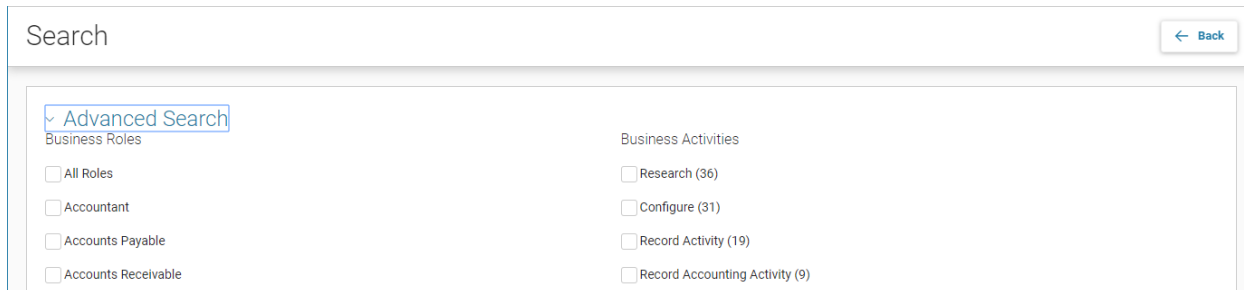 Search
Back
Advanced Search
Business Roles
Business Activities
All Roles
Research (36)
Accountant
Configure (31)
Accounts Payable
Record Activity (19)
Accounts Receivable
Record Accounting Activity (9)